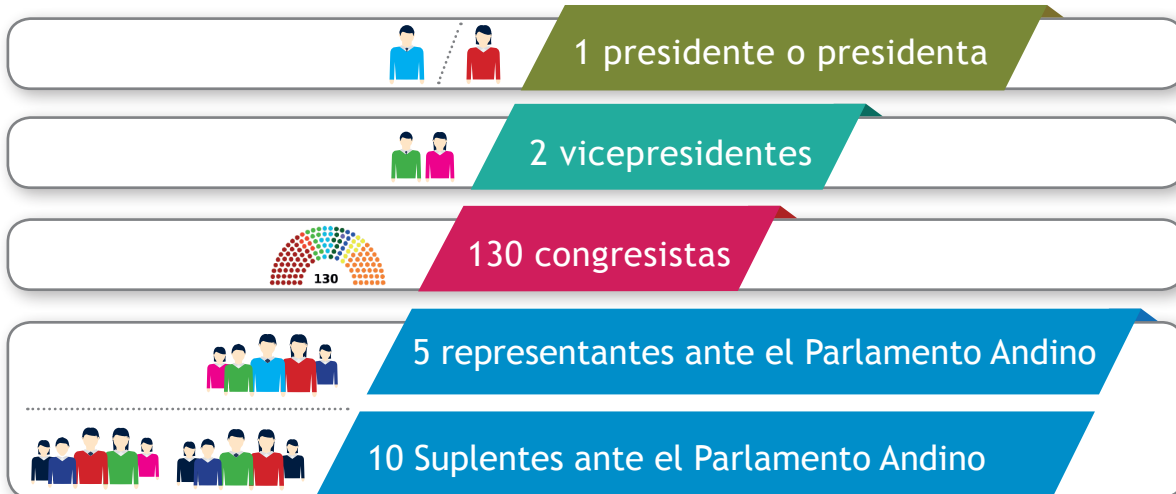 1 presidente o presidenta
2 vicepresidentes
130
130 congresistas
5 representantes ante el Parlamento Andino
10 Suplentes ante el Parlamento Andino